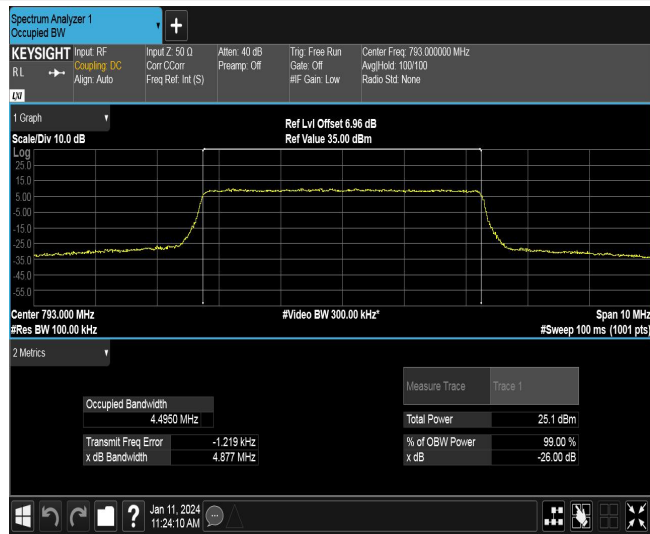 Spectrum Analyzer 1
Occupied BW
+
KEYSIGHT Input: RF Input Z: 50 Ω Atten: 40 dB Trig: Free Run Center Freq: 793.000000 MHz
R L Coupling: DC Corr CCorr Preamp: Off Gate: Off Avg|Hold: 100/100
Align: Auto Freq Ref: Int (S) #IF Gain: Low Radio Std: None
LXI
1 Graph
Ref Lvl Offset 6.96 dB
Scale/Div 10.0 dB Ref Value 35.00 dBm
Log
25.0
15.0
5.00
-5.00
-15.0
-25.0
-35.0
-45.0
-55.0
Center 793.000 MHz #Video BW 300.00 kHz* Span 10 MHz
#Res BW 100.00 kHz #Sweep 100 ms (1001 pts)
2 Metrics
Measure Trace Trace 1
Occupied Bandwidth
4.4950 MHz Total Power 25.1 dBm
Transmit Freq Error -1.219 kHz % of OBW Power 99.00 %
x dB Bandwidth 4.877 MHz x dB -26.00 dB
? Jan 11, 2024
11:24:10 AM